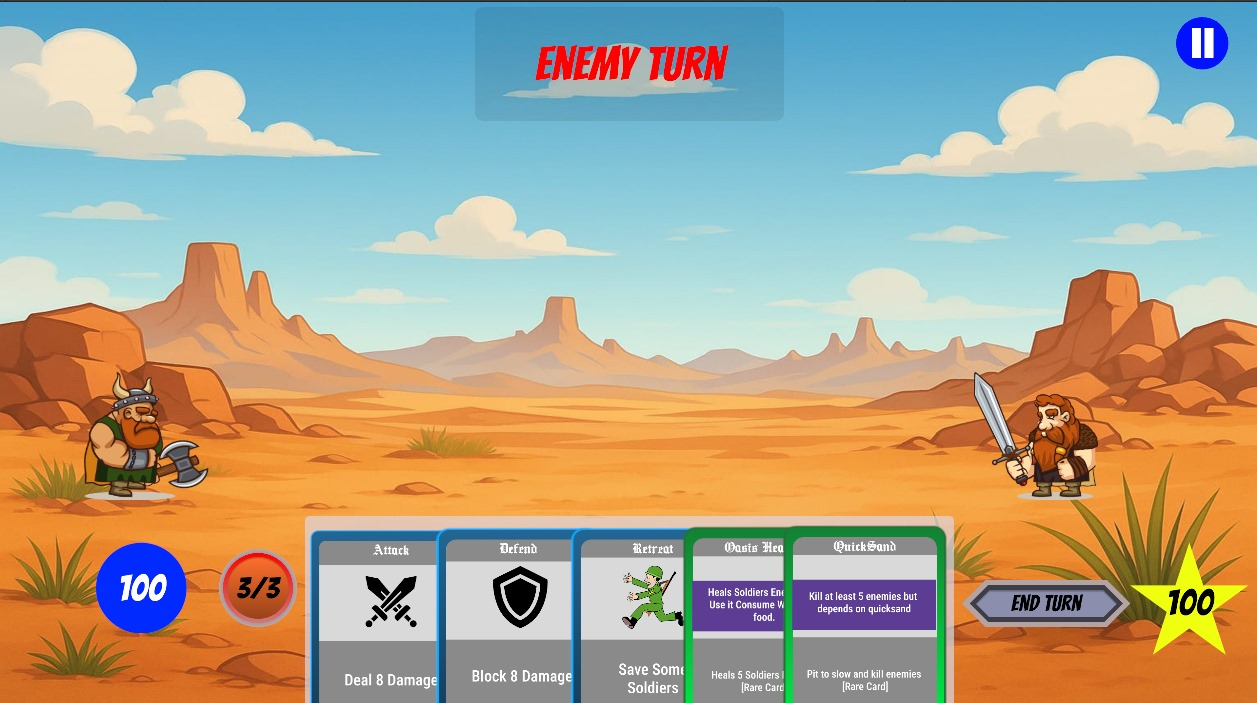 ENEMY TURN
Attack
Deal 8 Damage
Defend
Block 8 Damage
Retreat
Save Some
Soldiers
Oasis Hea
Heals Soldiers Ene
Use it Consume W
food.
Heals 5 Soldiers
[Rare Card
QuickSand
Kill at least 5 enemies but
depends on quicksand
Pit to slow and kill enemies
[Rare Card]
100
3/3
END TURN
100